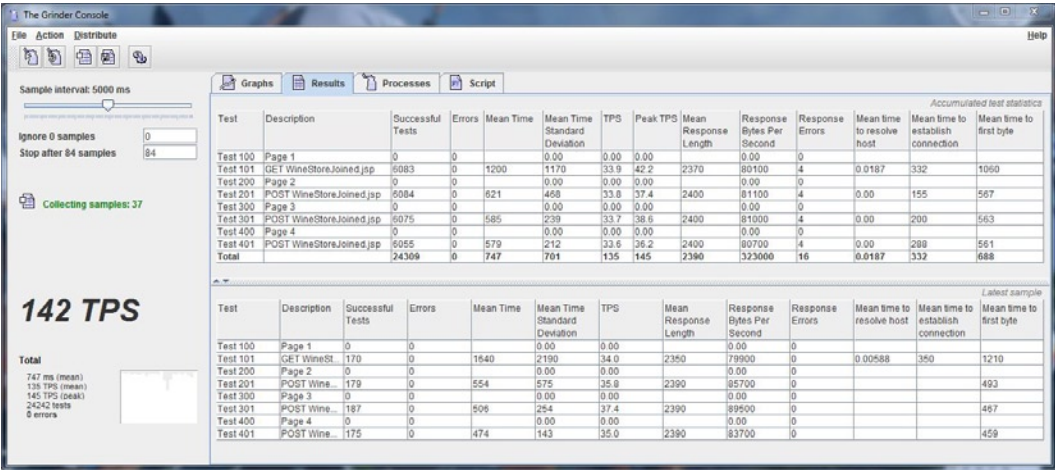 The Grinder Console
File Action Distribute Help
Graphs Results Processes Script
Sample interval: 5000 ms
Ignore 0 samples 0
Stop after 84 samples 84
Collecting samples: 37
142 TPS
Total
747 ms (mean)
135 TPS (mean)
145 TPS (peak)
24242 tests
0 errors
Accumulated test statistics
Test Description Successful Tests Errors Mean Time Mean Time Standard Deviation TPS Peak TPS Mean Response Length Response Bytes Per Second Response Errors Mean time to resolve host Mean time to establish connection Mean time to first byte
Test 100 Page 1 0 0 0.00 0.00 0.00 0.00 0
Test 101 GET WineStoreJoined.jsp 6083 0 1200 1170 33.9 42.2 2370 80100 4 0.0187 332 1060
Test 200 Page 2 0 0 0.00 0.00 0.00 0.00 0
Test 201 POST WineStoreJoined.jsp 6084 0 621 468 33.8 37.4 2400 81100 4 0.00 155 567
Test 300 Page 3 0 0 0.00 0.00 0.00 0.00 0
Test 301 POST WineStoreJoined.jsp 6075 0 585 239 33.7 38.6 2400 81000 4 0.00 200 563
Test 400 Page 4 0 0 0.00 0.00 0.00 0.00 0
Test 401 POST WineStoreJoined.jsp 6055 0 579 212 33.6 36.2 2400 80700 4 0.00 288 561
Total 24309 0 747 701 135 145 2390 323000 16 0.0187 332 688
Latest sample
Test Description Successful Tests Errors Mean Time Mean Time Standard Deviation TPS Mean Response Length Response Bytes Per Second Response Errors Mean time to resolve host Mean time to establish connection Mean time to first byte
Test 100 Page 1 0 0 0.00 0.00 0.00 0
Test 101 GET WineSt... 170 0 1640 2190 34.0 2350 79900 0 0.00588 350 1210
Test 200 Page 2 0 0 0.00 0.00 0.00 0
Test 201 POST Wine... 179 0 554 575 35.8 2390 85700 0 493
Test 300 Page 3 0 0 0.00 0.00 0.00 0
Test 301 POST Wine... 187 0 506 254 37.4 2390 89500 0 467
Test 400 Page 4 0 0 0.00 0.00 0.00 0
Test 401 POST Wine... 175 0 474 143 35.0 2390 83700 0 459